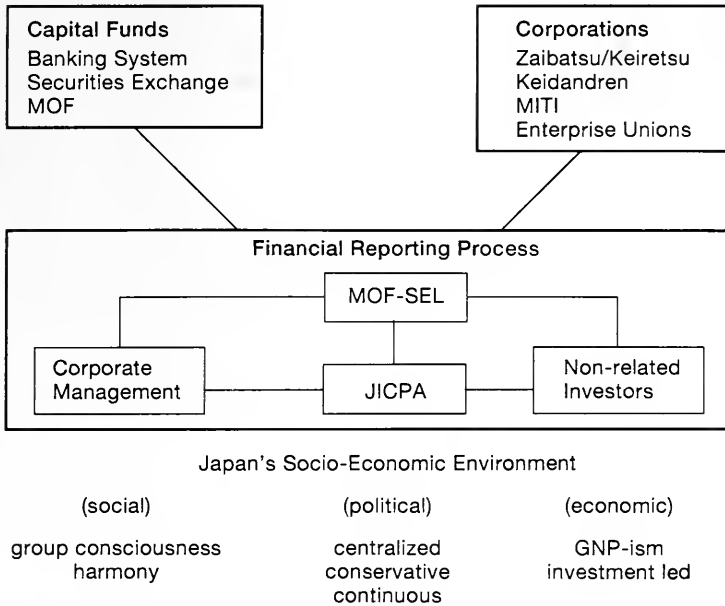 Capital Funds
Banking System
Securities Exchange
MOF
Corporations
Zaibatsu/Keiretsu
Keidandren
MITI
Enterprise Unions
Financial Reporting Process
MOF-SEL
Corporate
Management
JICPA
Non-related
Investors
Japan's Socio-Economic Environment
(social)
(political)
(economic)
group consciousness
harmony
centralized
conservative
continuous
GNP-ism
investment led